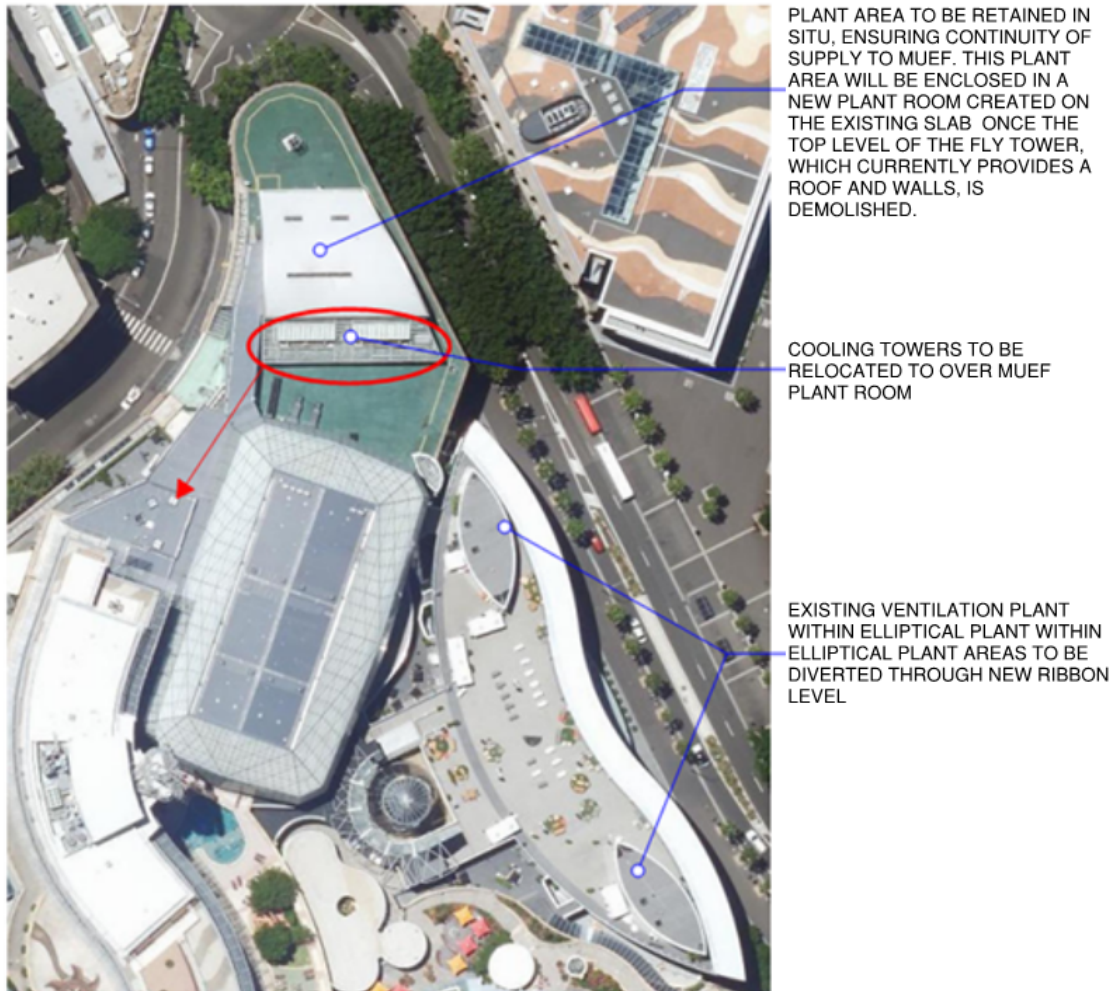 PLANT AREA TO BE RETAINED IN
SITU, ENSURING CONTINUITY OF
SUPPLY TO MUEF. THIS PLANT
AREA WILL BE ENCLOSED IN A
NEW PLANT ROOM CREATED ON
THE EXISTING SLAB ONCE THE
TOP LEVEL OF THE FLY TOWER,
WHICH CURRENTLY PROVIDES A
ROOF AND WALLS, IS
DEMOLISHED.
COOLING TOWERS TO BE
RELOCATED TO OVER MUEF
PLANT ROOM
EXISTING VENTILATION PLANT
WITHIN ELLIPTICAL PLANT WITHIN
ELLIPTICAL PLANT AREAS TO BE
DIVERTED THROUGH NEW RIBBON
LEVEL